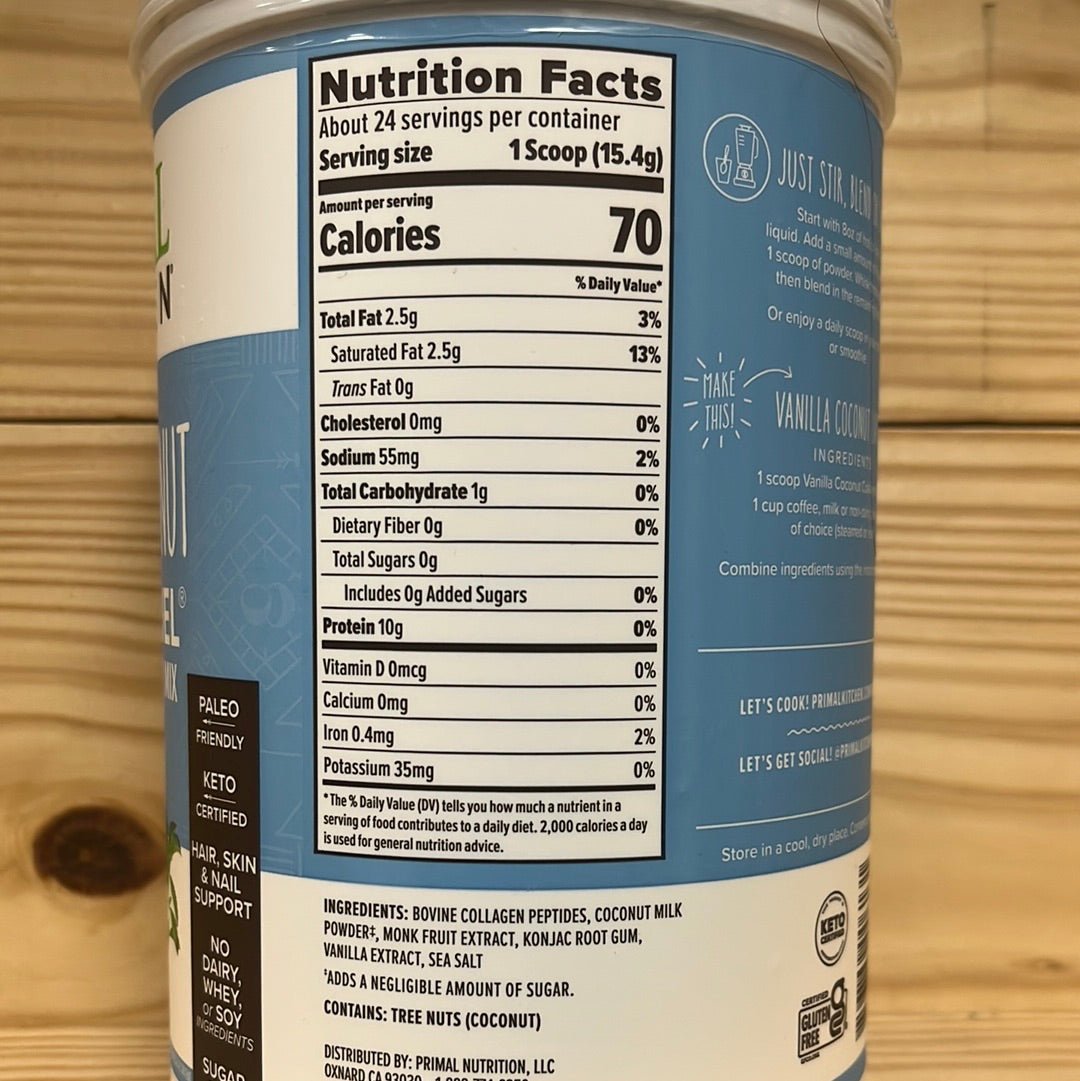 Nutrition Facts
About 24 servings per container
Serving size 1 Scoop (15.4g)
Amount per serving
Calories 70
% Daily Value*
Total Fat 2.5g 3%
Saturated Fat 2.5g 13%
Trans Fat 0g
Cholesterol 0mg 0%
Sodium 55mg 2%
Total Carbohydrate 1g 0%
Dietary Fiber 0g 0%
Total Sugars 0g
Includes 0g Added Sugars 0%
Protein 10g 0%
Vitamin D 0mcg 0%
Calcium 0mg 0%
Iron 0.4mg 2%
Potassium 35mg 0%
*The % Daily Value (DV) tells you how much a nutrient in a
serving of food contributes to a daily diet. 2,000 calories a day
is used for general nutrition advice.
INGREDIENTS: BOVINE COLLAGEN PEPTIDES, COCONUT MILK
POWDER‡, MONK FRUIT EXTRACT, KONJAC ROOT GUM,
VANILLA EXTRACT, SEA SALT
‡ADDS A NEGLIGIBLE AMOUNT OF SUGAR.
CONTAINS: TREE NUTS (COCONUT)
DISTRIBUTED BY: PRIMAL NUTRITION, LLC
OXNARD CA 93030
PALEO
FRIENDLY
KETO
CERTIFIED
HAIR, SKIN
& NAIL
SUPPORT
NO
DAIRY,
WHEY,
or SOY
INGREDIENTS
SUGAR
MIX
JUST STIR, BLEND
Start with 8oz of
liquid. Add a small
1 scoop of powder.
then blend in the
Or enjoy a daily scoop
or smoothie
MAKE
THIS!
VANILLA COCONUT
INGREDIENTS
1 scoop Vanilla Coconut
1 cup coffee, milk or
of choice (steamed or
Combine ingredients using the
LET'S COOK! PRIMALKITCHEN
LET'S GET SOCIAL!
Store in a cool, dry place.
KETO
CERTIFIED
CERTIFIED
GLUTEN
FREE